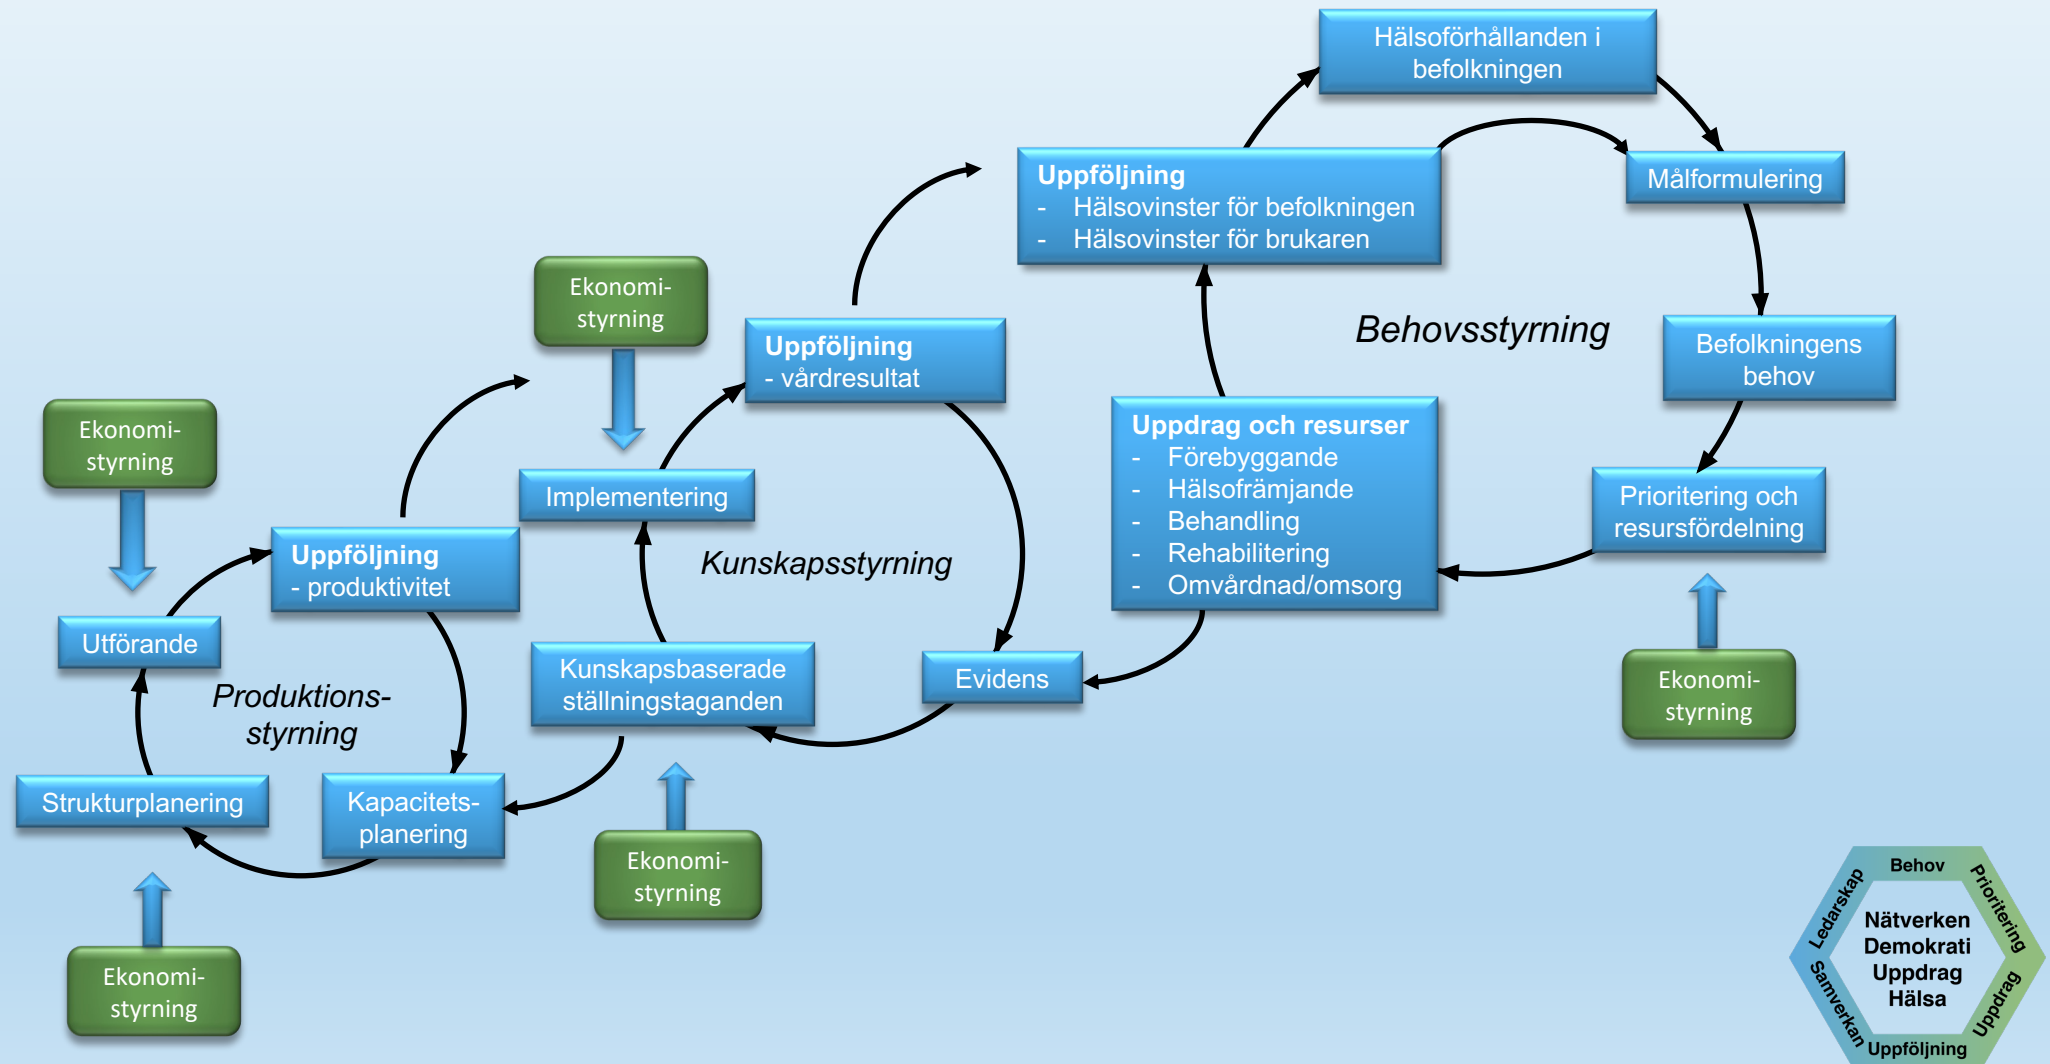 Hälsoförhållanden i
befolkningen
Uppföljning
- Hälsovinster för befolkningen
- Hälsovinster för brukaren
Målformulering
Behovsstyrning
Befolkningens
behov
Prioritering och
resursfördelning
Ekonomi-
styrning
Uppdrag och resurser
- Förebyggande
- Hälsofrämjande
- Behandling
- Rehabilitering
- Omvårdnad/omsorg
Ekonomi-
styrning
Uppföljning
- vårdresultat
Implementering
Kunskapsstyrning
Evidens
Kunskapsbaserade
ställningstaganden
Ekonomi-
styrning
Ekonomi-
styrning
Uppföljning
- produktivitet
Utförande
Produktions-
styrning
Strukturplanering
Kapacitets-
planering
Ekonomi-
styrning
Behov
Prioritering
Uppdrag
Uppföljning
Samverkan
Ledarskap
Nätverken
Demokrati
Uppdrag
Hälsa